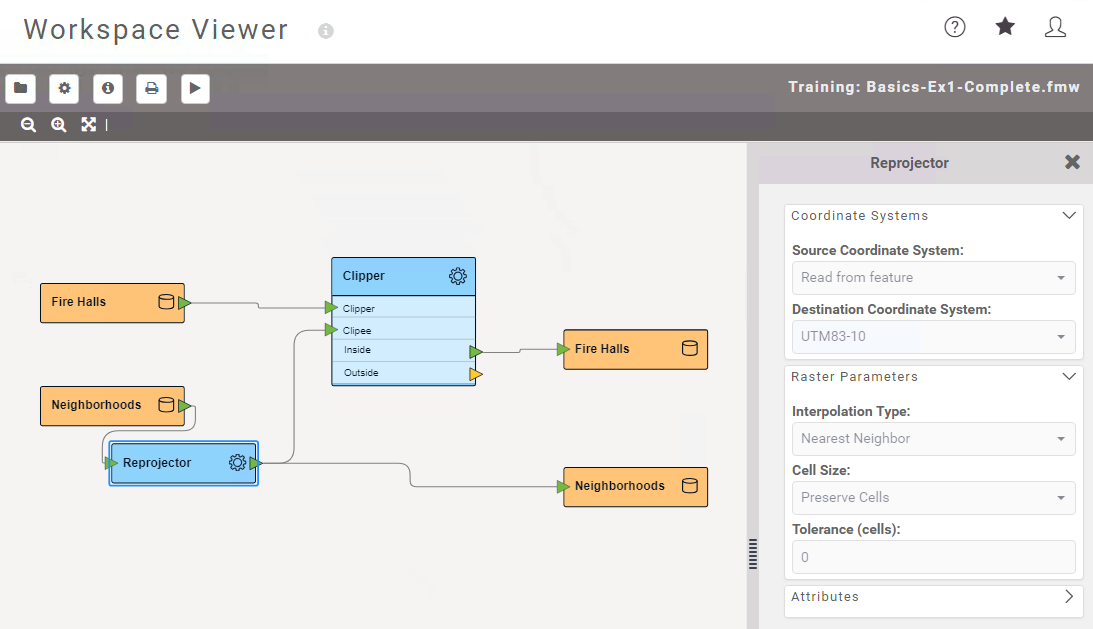 Workspace Viewer
Training: Basics-Ex1-Complete.fmw
Fire Halls
Neighborhoods
Reprojector
Clipper
Clipper
Clipee
Inside
Outside
Fire Halls
Neighborhoods
Reprojector
Coordinate Systems
Source Coordinate System:
Read from feature
Destination Coordinate System:
UTM83-10
Raster Parameters
Interpolation Type:
Nearest Neighbor
Cell Size:
Preserve Cells
Tolerance (cells):
0
Attributes